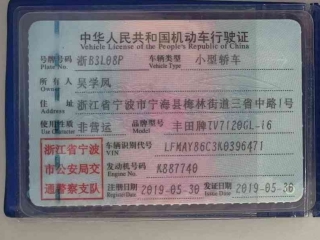 中华人民共和国机动车行驶证
Vehicle License of the People's Republic of China
号牌号码 浙B3L08P 车辆类型 小型轿车
Plate No. Vehicle Type
所有人 吴学凤
Owner
住址 浙江省宁波市宁海县梅林街道三省中路1号
Address
使用性质 非营运 品牌型号 丰田牌TV7120GL-i6
Use Character Model
浙江省宁波 车辆识别代号 LFMAY86C3K0396471
VIN
市公安局交 发动机号码 K887740
Engine No.
通警察支队 注册日期 2019-05-30 发证日期 2019-05-30
Register Date Issue Date